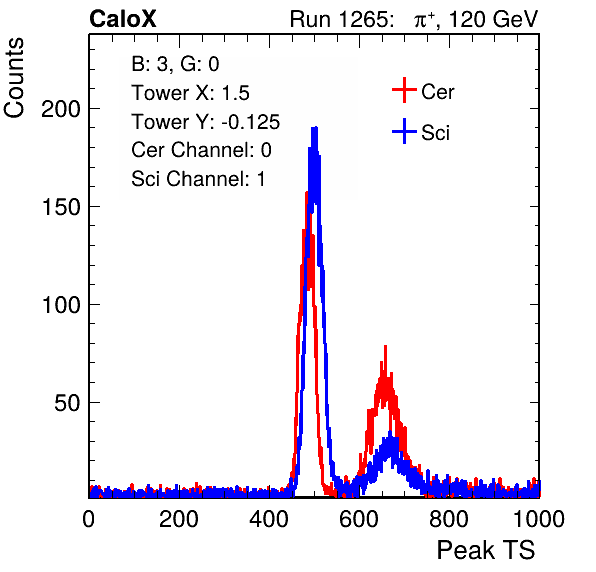 CaloX Run 1265: π+, 120 GeV
B: 3, G: 0
Tower X: 1.5
Tower Y: -0.125
Cer Channel: 0
Sci Channel: 1
Cer
Sci
Counts
200
150
100
50
0 200 400 600 800 1000
Peak TS